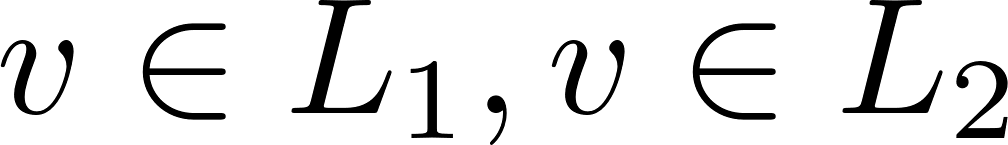 v ∈ L₁, v ∈ L₂